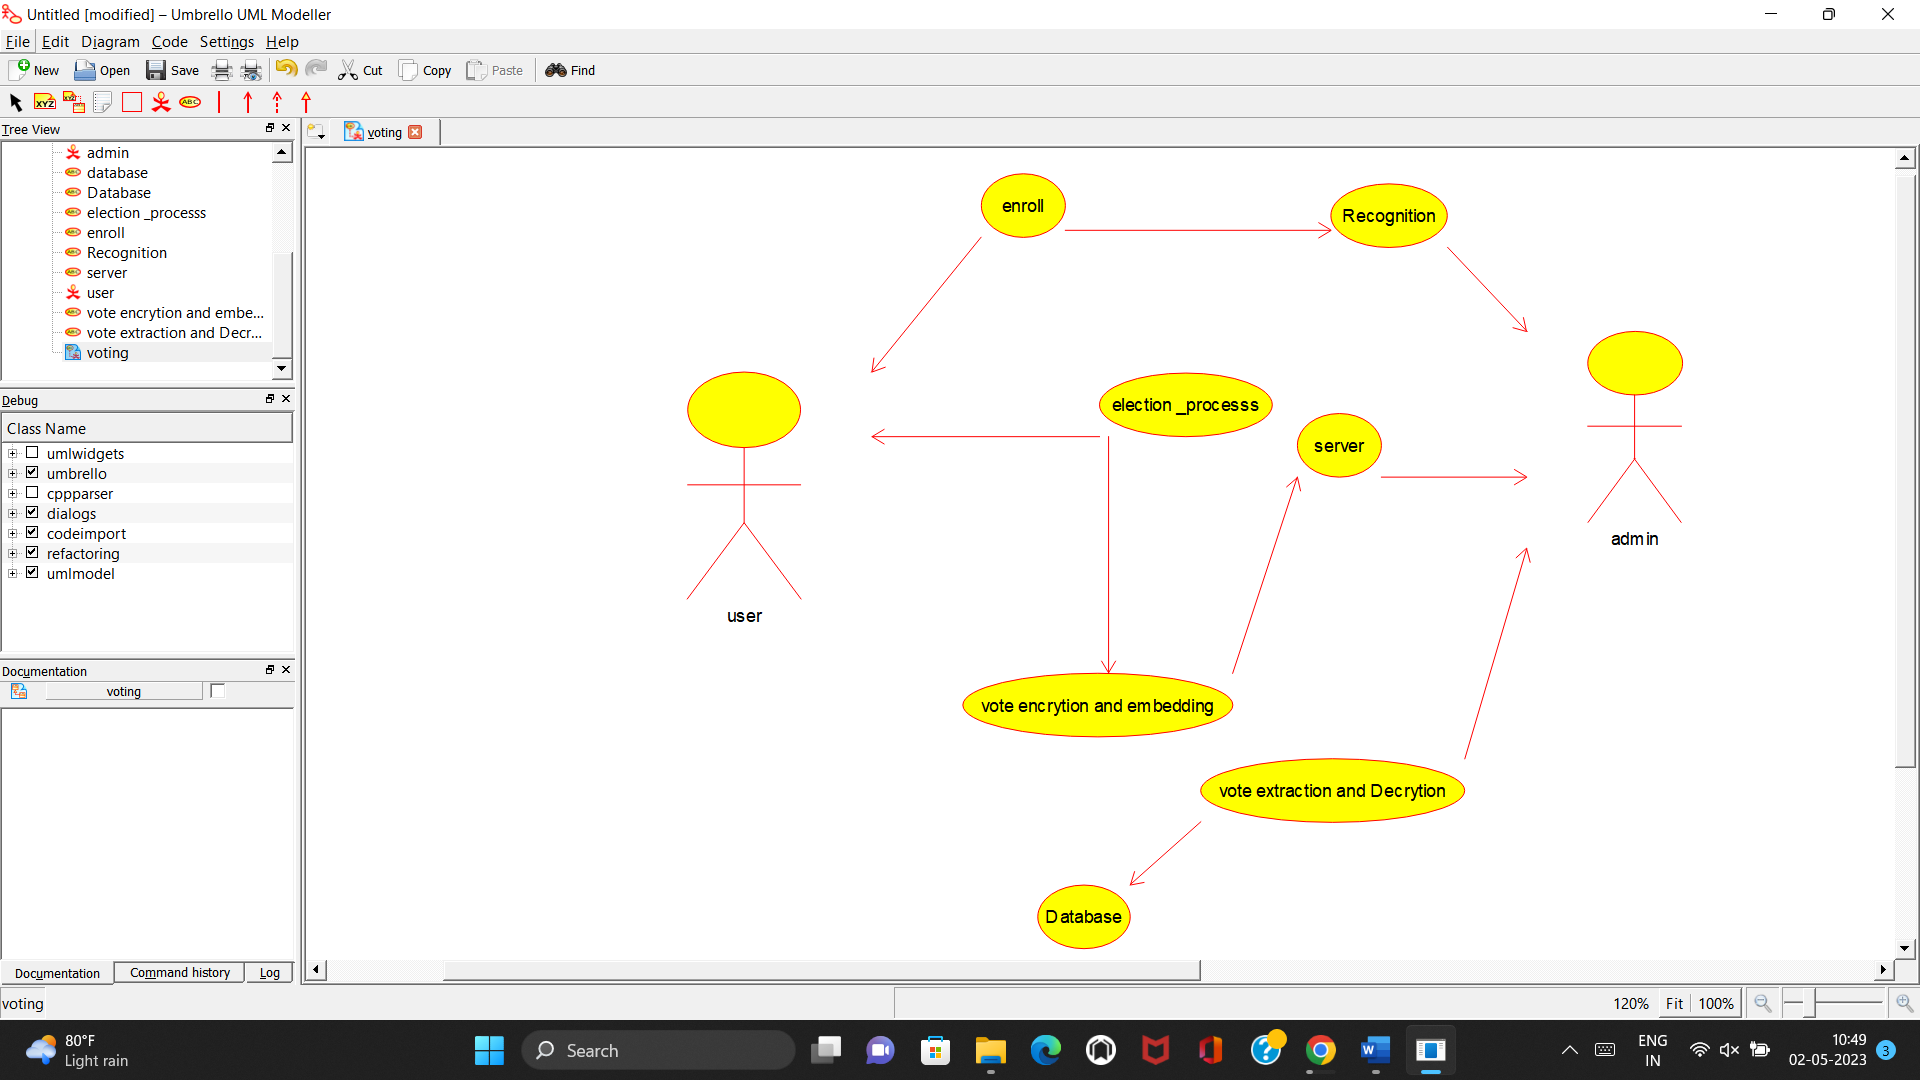 Untitled [modified] – Umbrello UML Modeller
File Edit Diagram Code Settings Help
New Open Save Cut Copy Paste Find
XYZ XYZ ABC
Tree View
voting
admin
database
Database
election _processs
enroll
Recognition
server
user
vote encrytion and embe...
vote extraction and Decr...
voting
Debug
Class Name
umlwidgets
umbrello
cppparser
dialogs
codeimport
refactoring
umlmodel
Documentation
voting
Documentation Command history Log
enroll
Recognition
election _processs
server
admin
user
vote encrytion and embedding
vote extraction and Decrytion
Database
voting
120% Fit 100%
80°F
Light rain
Search
ENG
IN
10:49
02-05-2023
3